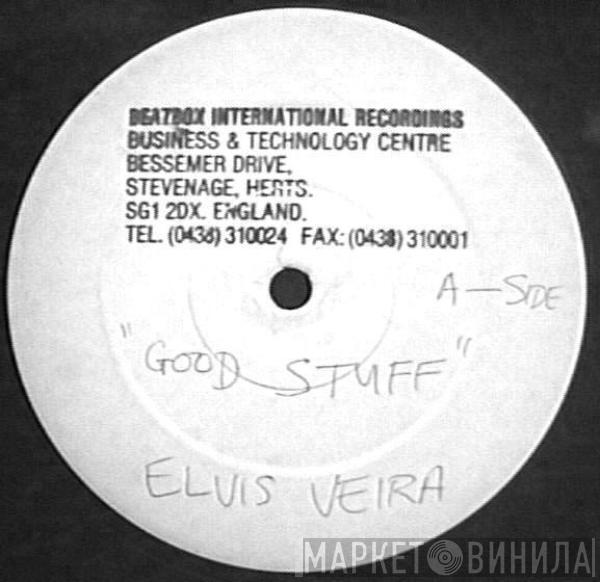 BEATBOX INTERNATIONAL RECORDINGS
BUSINESS & TECHNOLOGY CENTRE
BESSEMER DRIVE,
STEVENAGE, HERTS.
SG1 2DX. ENGLAND.
TEL. (0438) 310024 FAX: (0438) 310001
A-SIDE
"GOOD STUFF"
ELVIS VEIRA
МАРКЕТ ВИНИЛА